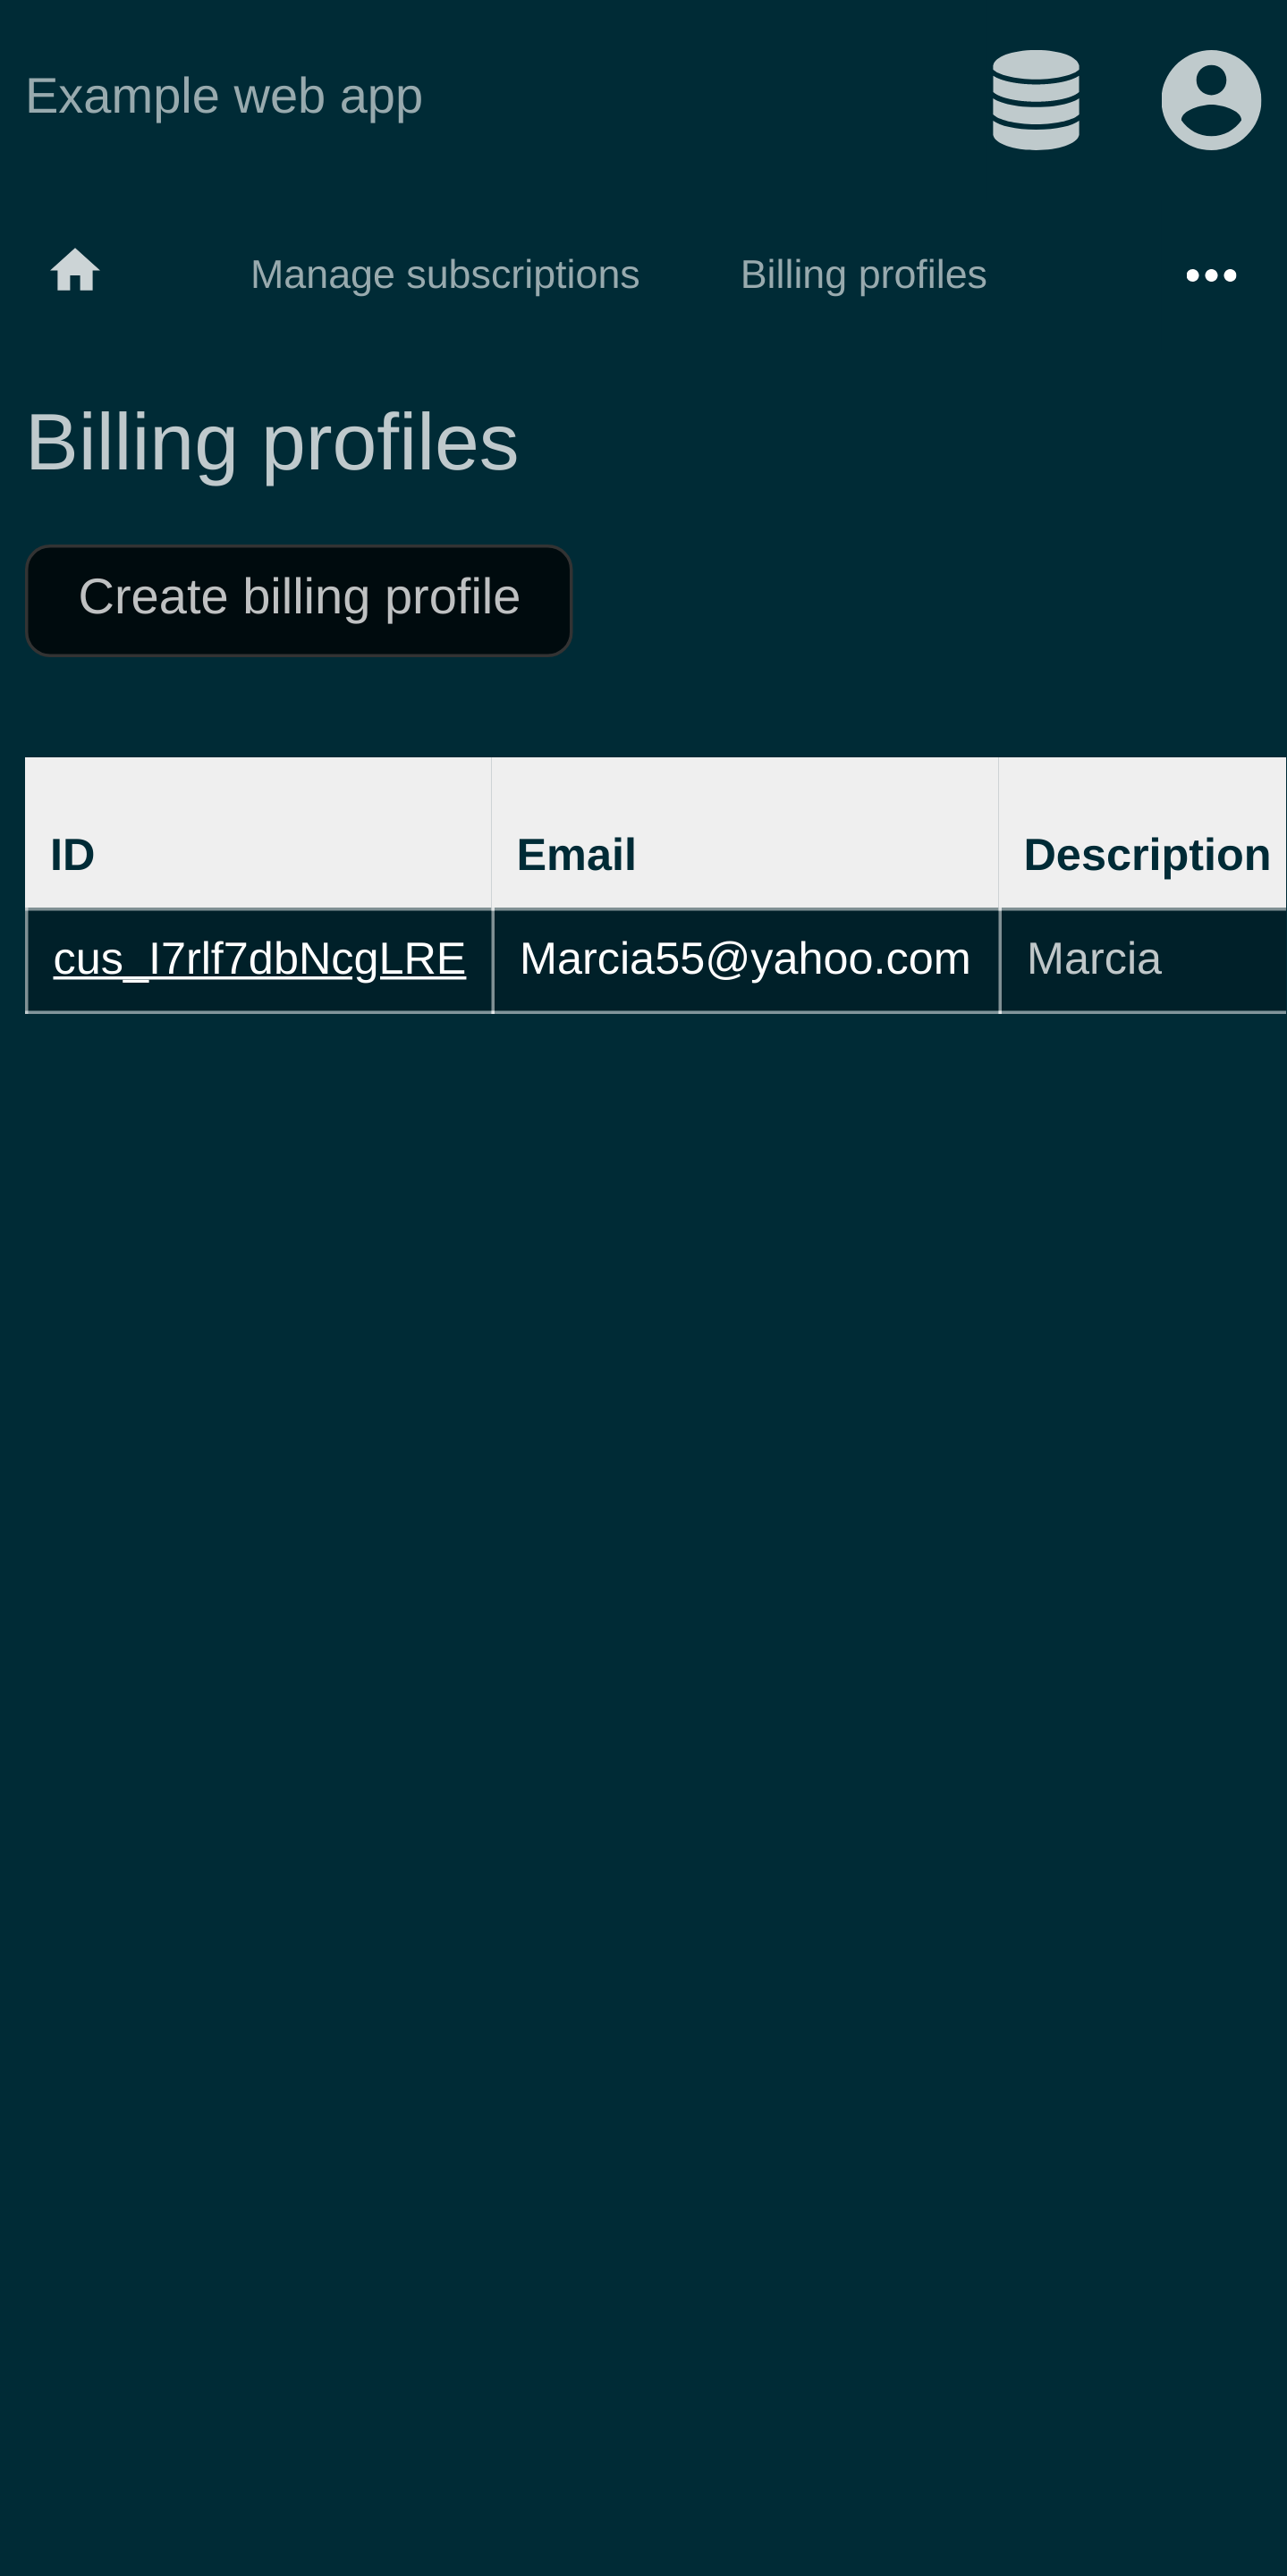 Example web app
Manage subscriptions Billing profiles
Billing profiles
Create billing profile
ID Email Description
cus_I7rlf7dbNcgLRE Marcia55@yahoo.com Marcia